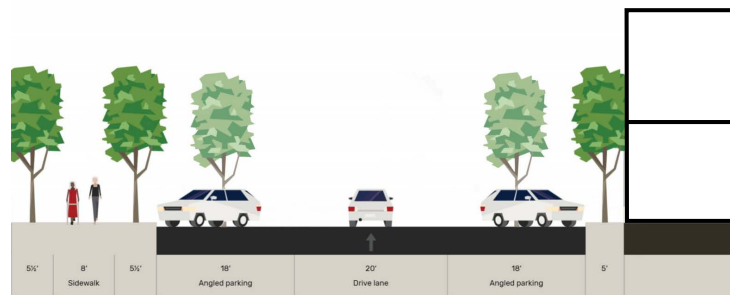 5½' 8' 5½' 18' 20' 18' 5'
Sidewalk Angled parking Drive lane Angled parking